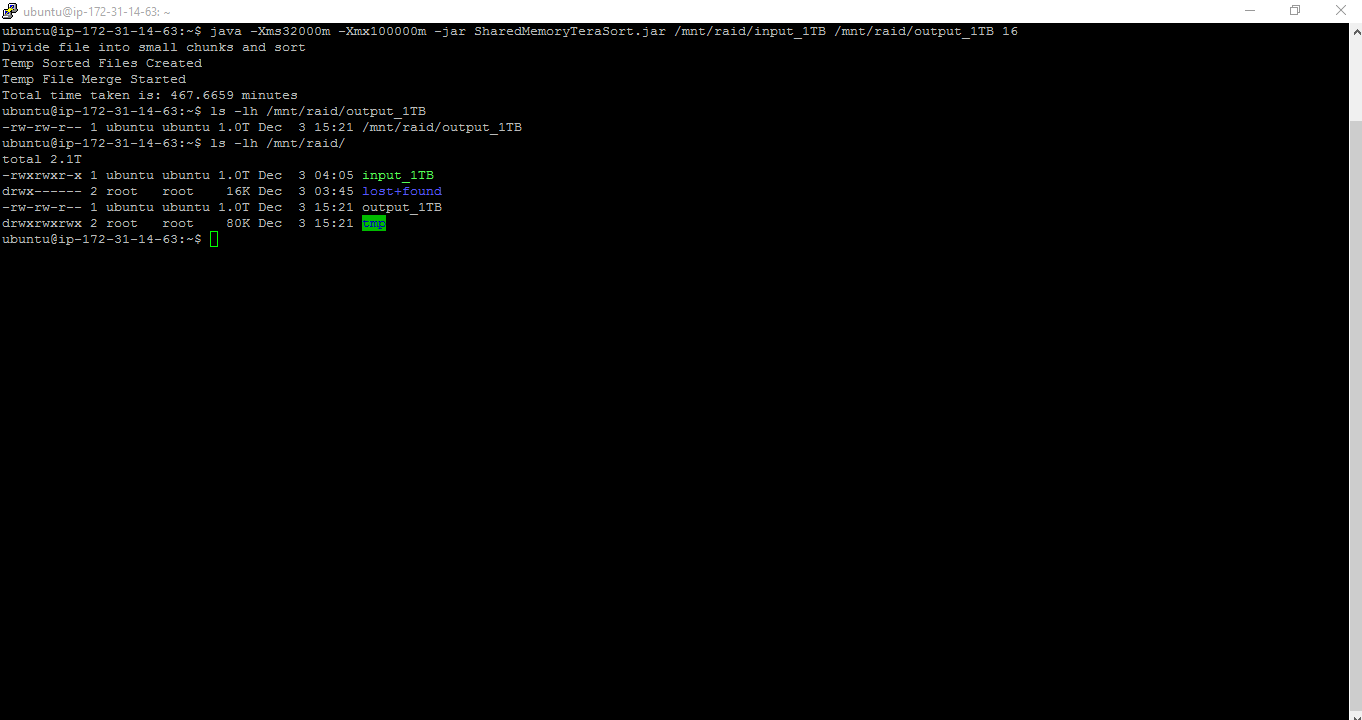 ubuntu@ip-172-31-14-63: ~
ubuntu@ip-172-31-14-63:~$ java -Xms32000m -Xmx100000m -jar SharedMemoryTeraSort.jar /mnt/raid/input_1TB /mnt/raid/output_1TB 16
Divide file into small chunks and sort
Temp Sorted Files Created
Temp File Merge Started
Total time taken is: 467.6659 minutes
ubuntu@ip-172-31-14-63:~$ ls -lh /mnt/raid/output_1TB
-rw-rw-r-- 1 ubuntu ubuntu 1.0T Dec  3 15:21 /mnt/raid/output_1TB
ubuntu@ip-172-31-14-63:~$ ls -lh /mnt/raid/
total 2.1T
-rwxrwxr-x 1 ubuntu ubuntu 1.0T Dec  3 04:05 input_1TB
drwx------ 2 root   root    16K Dec  3 03:45 lost+found
-rw-rw-r-- 1 ubuntu ubuntu 1.0T Dec  3 15:21 output_1TB
drwxrwxrwx 2 root   root    80K Dec  3 15:21 tmp
ubuntu@ip-172-31-14-63:~$